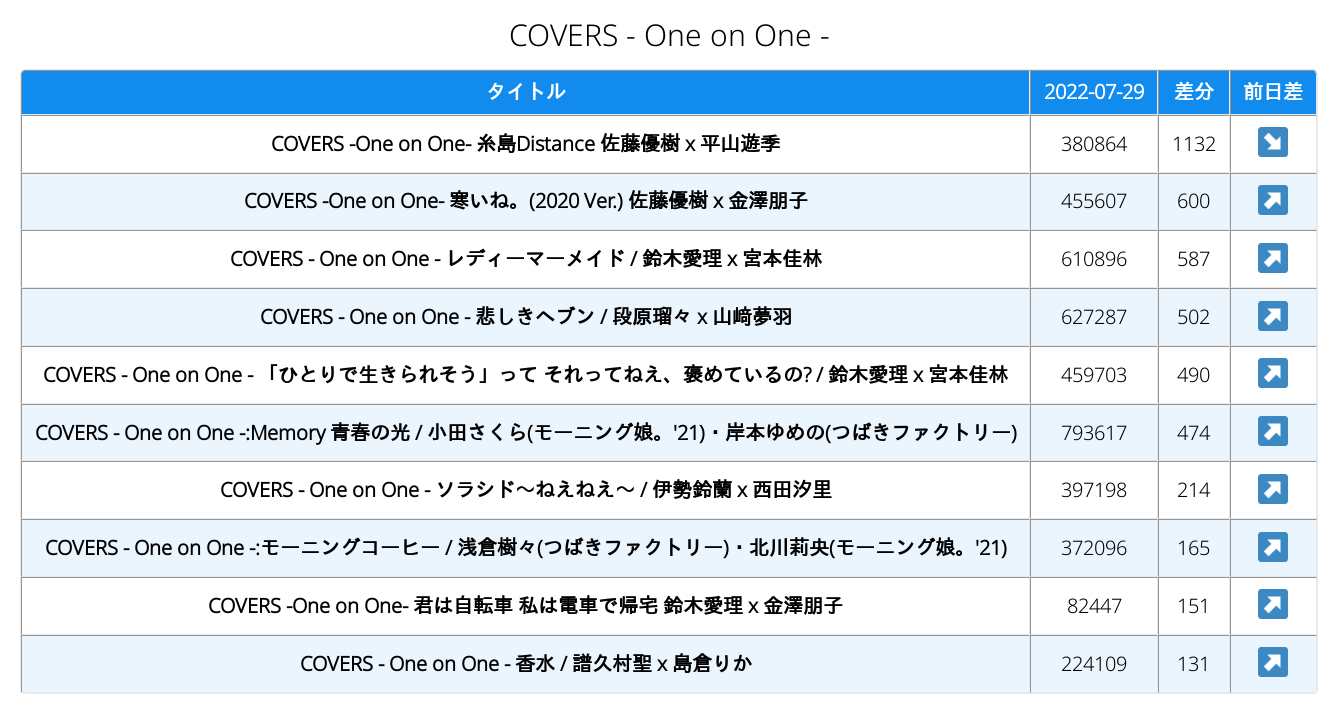 COVERS - One on One -
タイトル 2022-07-29 差分 前日差
COVERS -One on One- 糸島Distance 佐藤優樹 x 平山遊季 380864 1132 ↘
COVERS -One on One- 寒いね。(2020 Ver.) 佐藤優樹 x 金澤朋子 455607 600 ↗
COVERS - One on One - レディーマーメイド / 鈴木愛理 x 宮本佳林 610896 587 ↗
COVERS - One on One - 悲しきヘブン / 段原瑠々 x 山﨑夢羽 627287 502 ↗
COVERS - One on One - 「ひとりで生きられそう」って それってねえ、褒めているの? / 鈴木愛理 x 宮本佳林 459703 490 ↗
COVERS - One on One -:Memory 青春の光 / 小田さくら(モーニング娘。'21)・岸本ゆめの(つばきファクトリー) 793617 474 ↗
COVERS - One on One - ソラシド～ねえねえ～ / 伊勢鈴蘭 x 西田汐里 397198 214 ↗
COVERS - One on One -:モーニングコーヒー / 浅倉樹々(つばきファクトリー)・北川莉央(モーニング娘。'21) 372096 165 ↗
COVERS -One on One- 君は自転車 私は電車で帰宅 鈴木愛理 x 金澤朋子 82447 151 ↗
COVERS - One on One - 香水 / 譜久村聖 x 島倉りか 224109 131 ↗